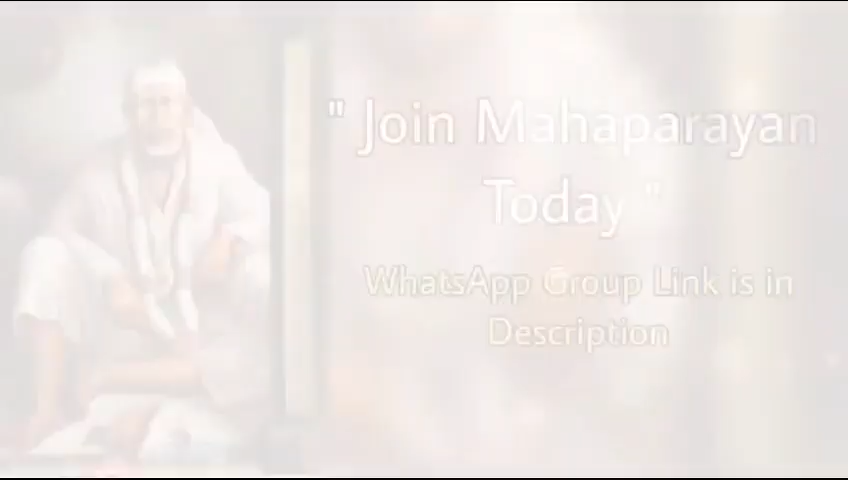 " Join Mahaparayan
Today "
WhatsApp Group Link is in
Description